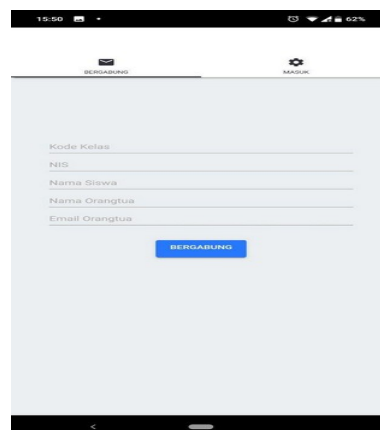 15:50 62%
BERGABUNG MASUK
Kode Kelas
NIS
Nama Siswa
Nama Orangtua
Email Orangtua
BERGABUNG